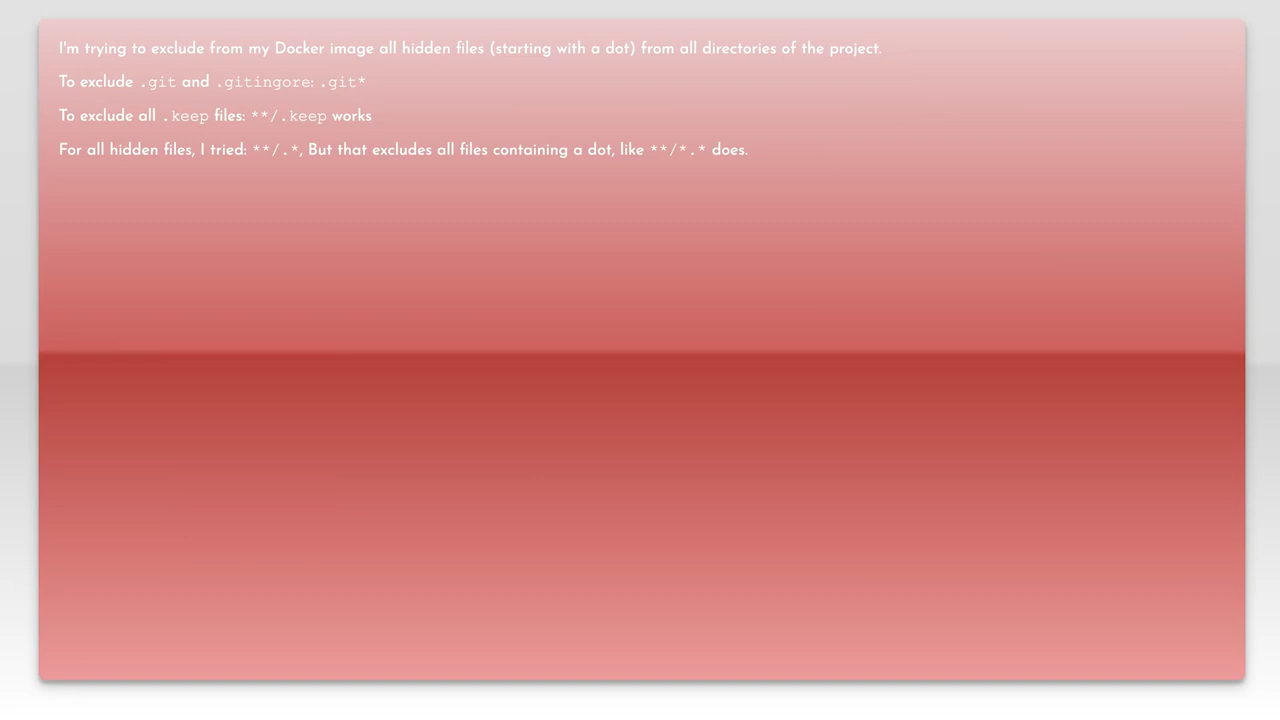 I'm trying to exclude from my Docker image all hidden files (starting with a dot) from all directories of the project.
To exclude .git and .gitingore: .git*
To exclude all .keep files: **/.keep works
For all hidden files, I tried: **/.*, But that excludes all files containing a dot, like **/*.* does.